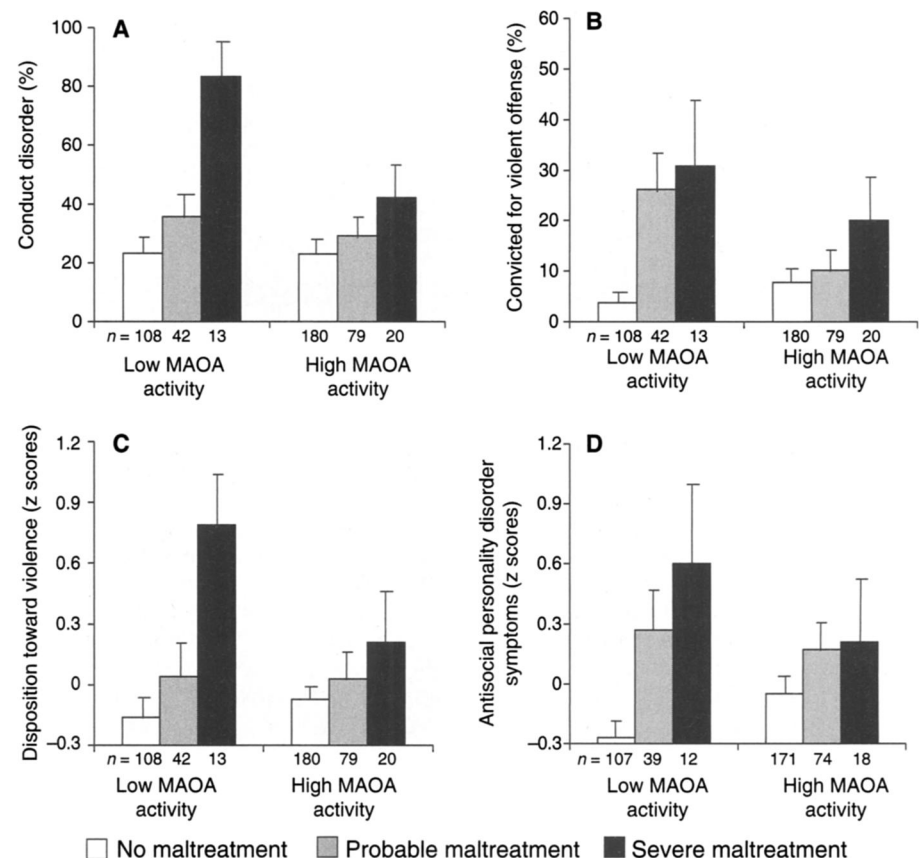 A
Conduct disorder (%)
100
80
60
40
20
0
n = 108 42 13 180 79 20
Low MAOA
activity
High MAOA
activity
B
Convicted for violent offense (%)
60
50
40
30
20
10
0
n = 108 42 13 180 79 20
Low MAOA
activity
High MAOA
activity
C
Disposition toward violence (z scores)
1.2
0.9
0.6
0.3
0
–0.3
n = 108 42 13 180 79 20
Low MAOA
activity
High MAOA
activity
D
Antisocial personality disorder
symptoms (z scores)
1.2
0.9
0.6
0.3
0
–0.3
n = 107 39 12 171 74 18
Low MAOA
activity
High MAOA
activity
No maltreatment Probable maltreatment Severe maltreatment